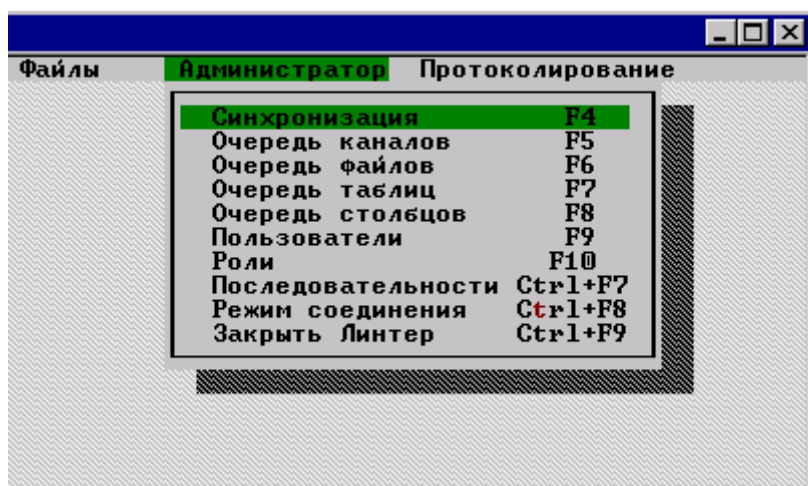 Файлы Администратор Протоколирование
Синхронизация F4
Очередь каналов F5
Очередь файлов F6
Очередь таблиц F7
Очередь столбцов F8
Пользователи F9
Роли F10
Последовательности Ctrl+F7
Режим соединения Ctrl+F8
Закрыть Линтер Ctrl+F9